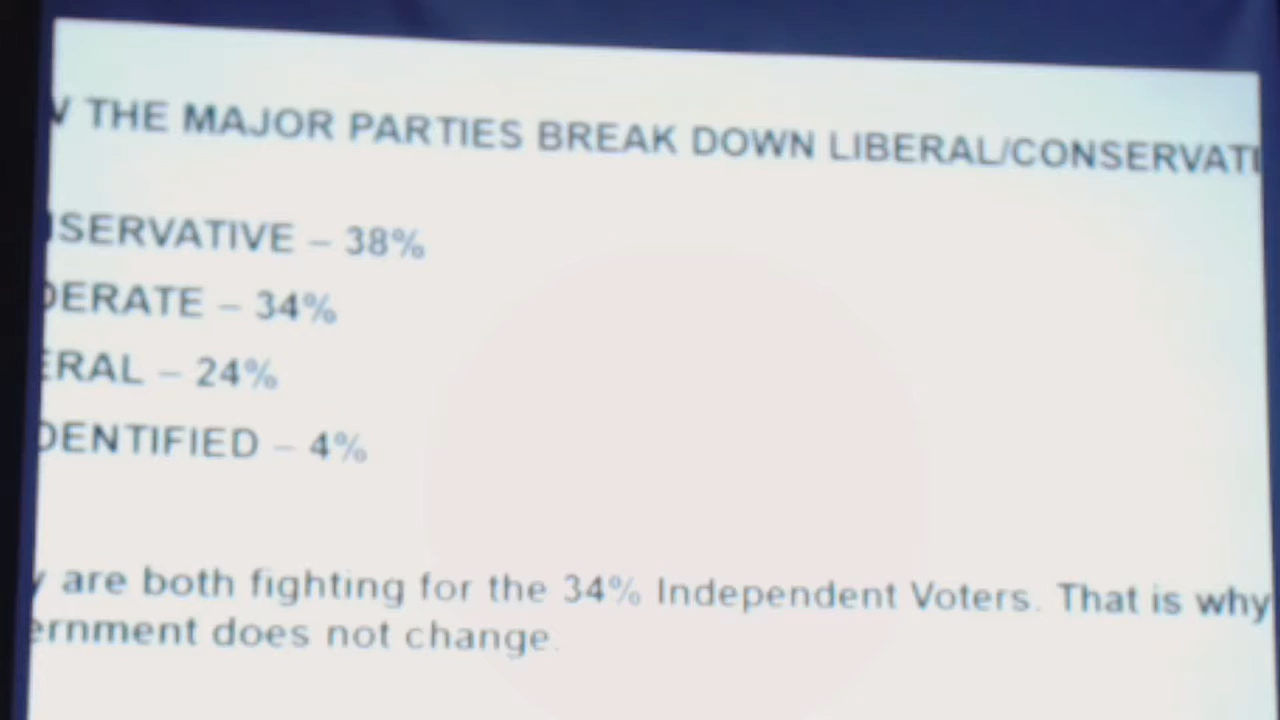 THE MAJOR PARTIES BREAK DOWN LIBERAL/CONSERVATI
SERVATIVE – 38%
DERATE – 34%
ERAL – 24%
DENTIFIED – 4%
y are both fighting for the 34% Independent Voters. That is why
ernment does not change.